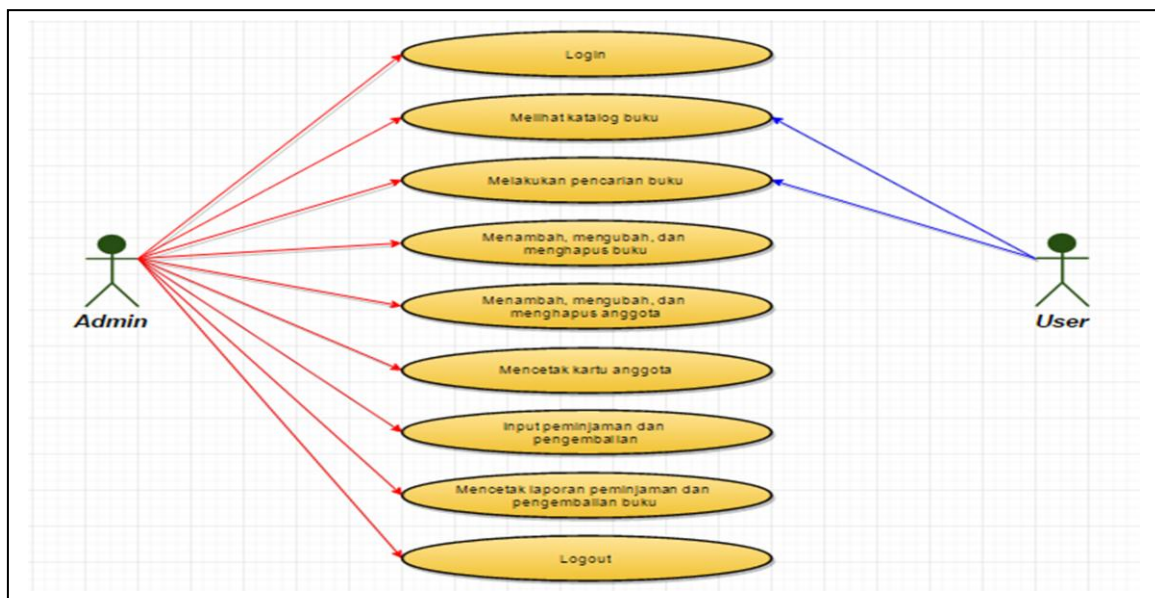 Login
Melihat katalog buku
Melakukan pencarian buku
Menambah, mengubah, dan
menghapus buku
Menambah, mengubah, dan
menghapus anggota
Admin
User
Mencetak kartu anggota
Input peminjaman dan
pengembalian
Mencetak laporan peminjaman dan
pengembalian buku
Logout